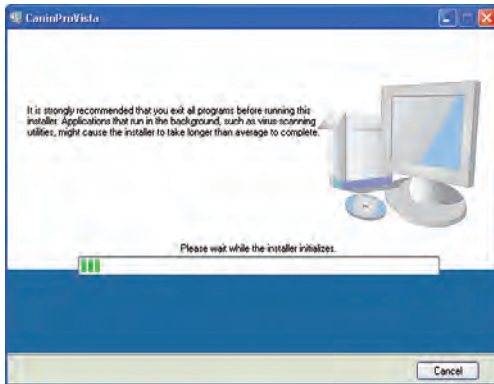 CaninProVista
It is strongly recommended that you exit all programs before running this
installer. Applications that run in the background, such as virus-scanning
utilities, might cause the installer to take longer than average to complete.
Please wait while the installer initializes.
Cancel